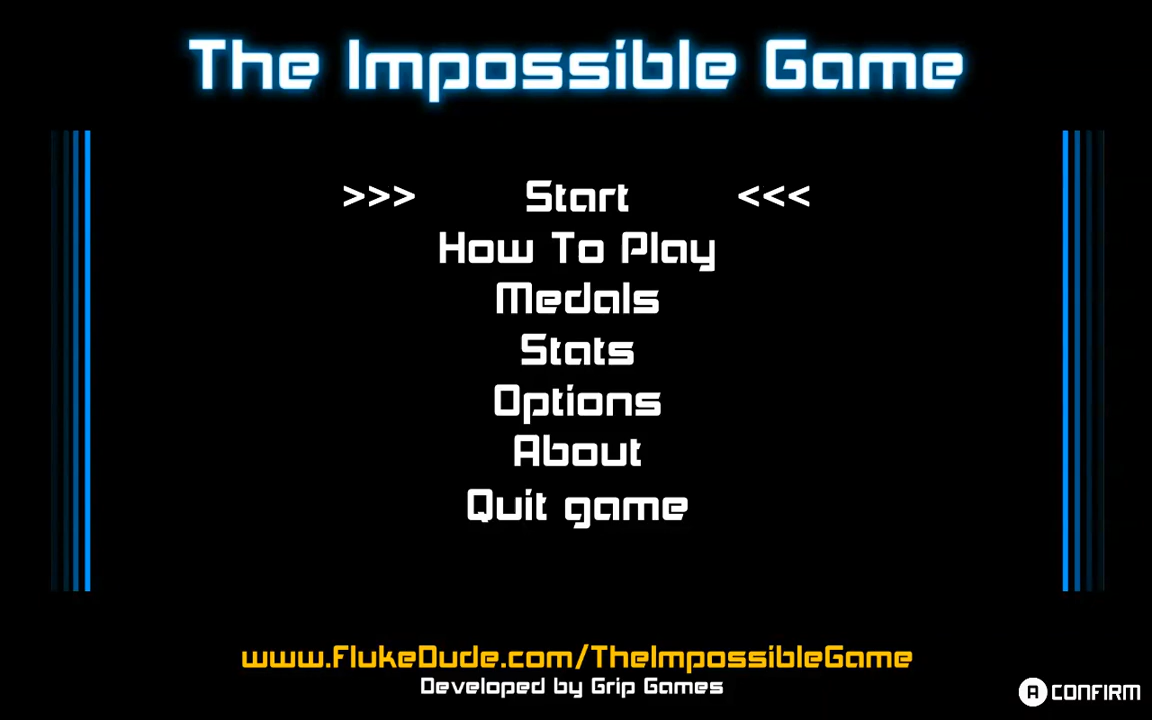 The Impossible Game
>>> Start <<<
How To Play
Medals
Stats
Options
About
Quit game
www.FlukeDude.com/TheImpossibleGame
Developed by Grip Games
A CONFIRM